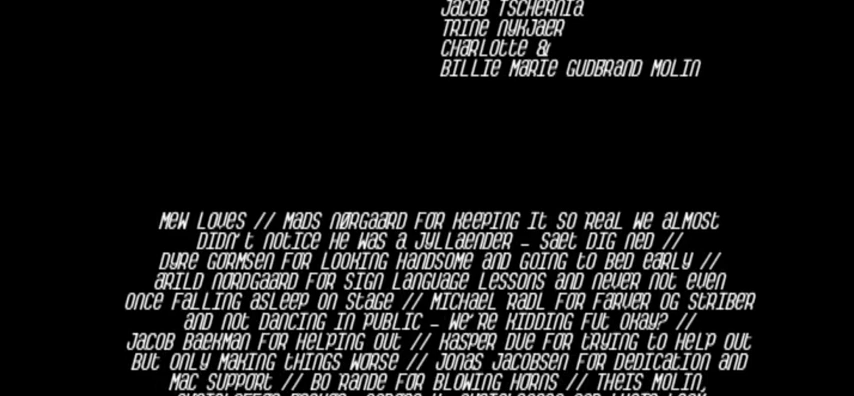 JACOB TSCHERNIA
TRINE NYKJAER
CHARLOTTE &
BILLIE MARIE GUDBRAND MOLIN
MEW LOVES // MADS NØRGAARD FOR KEEPING IT SO REAL WE ALMOST
DIDN'T NOTICE HE WAS A JYLLAENDER - SAET DIG NED //
DYRE GORMSEN FOR LOOKING HANDSOME AND GOING TO BED EARLY //
ARILD NORDGAARD FOR SIGN LANGUAGE LESSONS AND NEVER NOT EVEN
ONCE FALLING ASLEEP ON STAGE // MICHAEL RADL FOR FARVER OG STRIBER
AND NOT DANCING IN PUBLIC - WE'RE KIDDING FUT OKAY? //
JACOB BAEKMAN FOR HELPING OUT // KASPER DUE FOR TRYING TO HELP OUT
BUT ONLY MAKING THINGS WORSE // JONAS JACOBSEN FOR DEDICATION AND
MAC SUPPORT // BO RANDE FOR BLOWING HORNS // THEIS MOLIN,